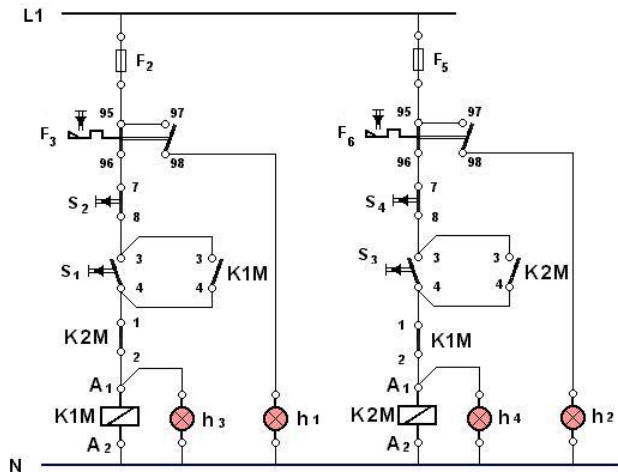 L1
F2 F5
95 97 95 97
F3 F6
96 98 96 98
7 7
S2 S4
8 8
3 3 3 3
S1 K1M S3 K2M
4 4 4 4
1 1
K2M K1M
2 2
A1 A1
K1M h3 h1 K2M h4 h2
A2 A2
N